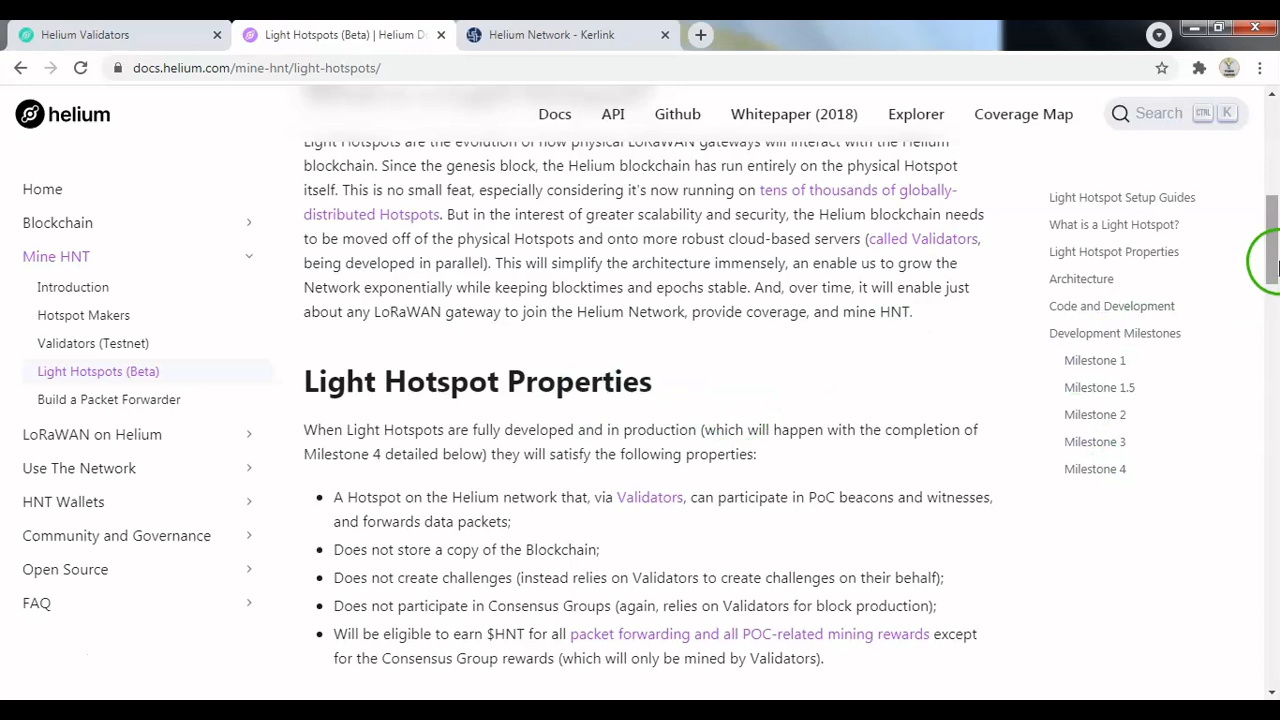 Helium Validators
Light Hotspots (Beta) | Helium Do
Helium Network - Kerlink
docs.helium.com/mine-hnt/light-hotspots/
helium
Docs
API
Github
Whitepaper (2018)
Explorer
Coverage Map
Search
CTRL
K
Home
Blockchain
Mine HNT
Introduction
Hotspot Makers
Validators (Testnet)
Light Hotspots (Beta)
Build a Packet Forwarder
LoRaWAN on Helium
Use The Network
HNT Wallets
Community and Governance
Open Source
FAQ
Light Hotspots are the evolution of how physical LoRaWAN gateways will interact with the Helium
blockchain. Since the genesis block, the Helium blockchain has run entirely on the physical Hotspot
itself. This is no small feat, especially considering it's now running on tens of thousands of globally-
distributed Hotspots. But in the interest of greater scalability and security, the Helium blockchain needs
to be moved off of the physical Hotspots and onto more robust cloud-based servers (called Validators,
being developed in parallel). This will simplify the architecture immensely, an enable us to grow the
Network exponentially while keeping blocktimes and epochs stable. And, over time, it will enable just
about any LoRaWAN gateway to join the Helium Network, provide coverage, and mine HNT.
Light Hotspot Properties
When Light Hotspots are fully developed and in production (which will happen with the completion of
Milestone 4 detailed below) they will satisfy the following properties:
• A Hotspot on the Helium network that, via Validators, can participate in PoC beacons and witnesses,
and forwards data packets;
• Does not store a copy of the Blockchain;
• Does not create challenges (instead relies on Validators to create challenges on their behalf);
• Does not participate in Consensus Groups (again, relies on Validators for block production);
• Will be eligible to earn $HNT for all packet forwarding and all POC-related mining rewards except
for the Consensus Group rewards (which will only be mined by Validators).
Light Hotspot Setup Guides
What is a Light Hotspot?
Light Hotspot Properties
Architecture
Code and Development
Development Milestones
Milestone 1
Milestone 1.5
Milestone 2
Milestone 3
Milestone 4